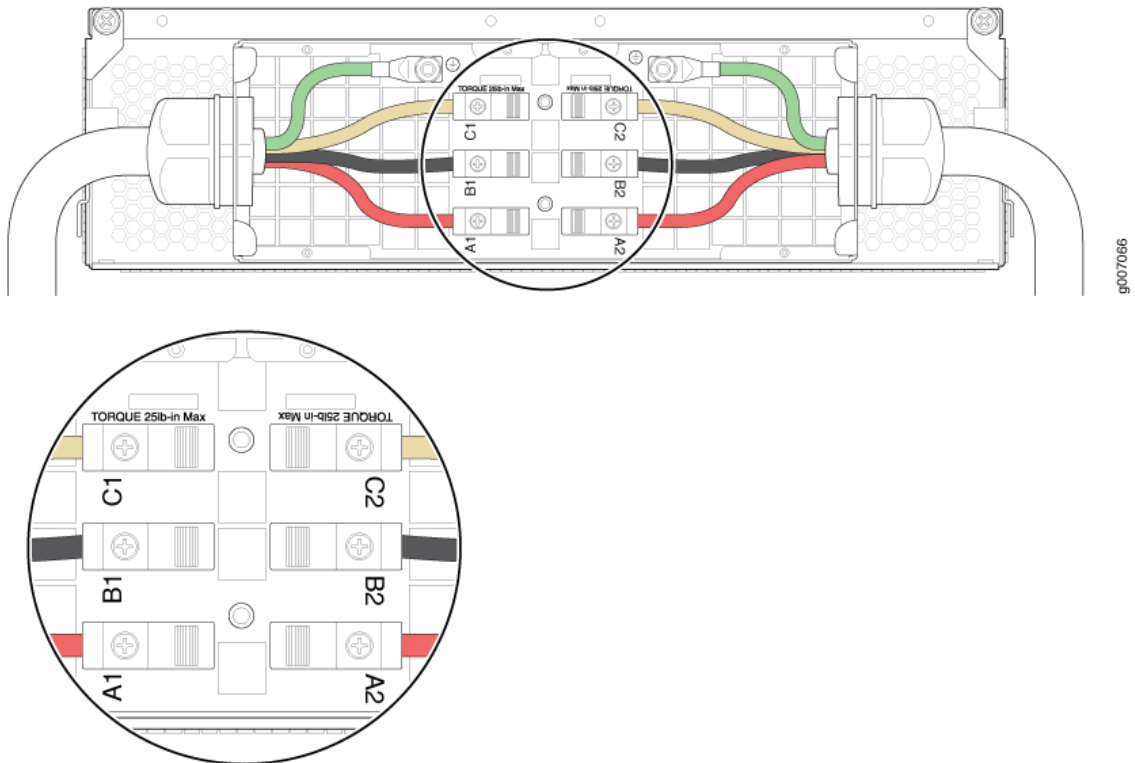 TORQUE 25lb-in Max
TORQUE 25lb-in Max
C1
C2
B1
B2
A1
A2
g007066
TORQUE 25lb-in Max
TORQUE 25lb-in Max
C1
C2
B1
B2
A1
A2